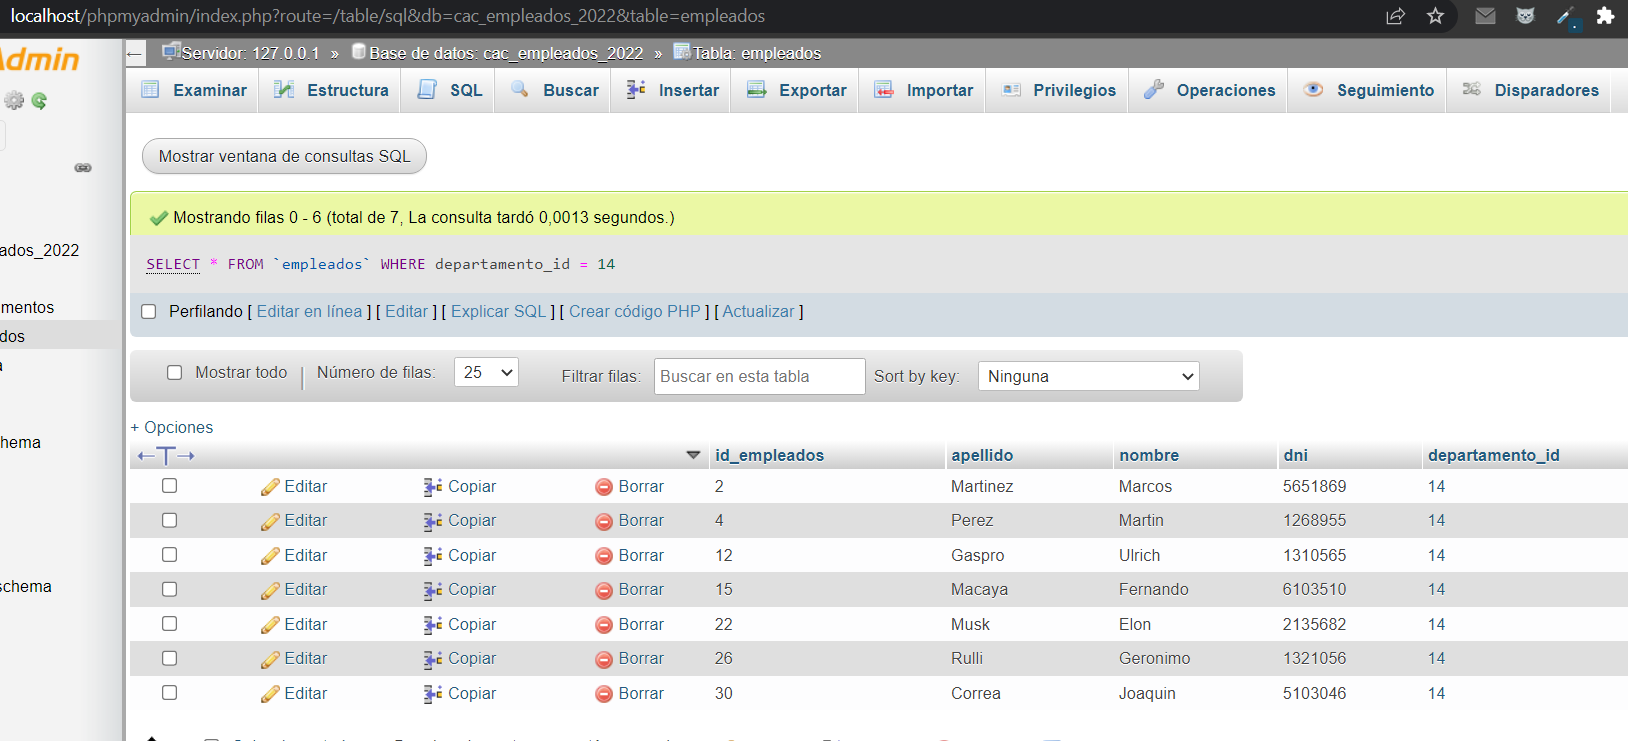 localhost/phpmyadmin/index.php?route=/table/sql&db=cac_empleados_2022&table=empleados
Admin
← Servidor: 127.0.0.1 » Base de datos: cac_empleados_2022 » Tabla: empleados
Examinar Estructura SQL Buscar Insertar Exportar Importar Privilegios Operaciones Seguimiento Disparadores
Mostrar ventana de consultas SQL
Mostrando filas 0 - 6 (total de 7, La consulta tardó 0,0013 segundos.)
ados_2022
SELECT * FROM `empleados` WHERE departamento_id = 14
mentos
Perfilando [ Editar en línea ] [ Editar ] [ Explicar SQL ] [ Crear código PHP ] [ Actualizar ]
dos
a
Mostrar todo | Número de filas: 25 Filtrar filas: Buscar en esta tabla Sort by key: Ninguna
+ Opciones
hema
←T→ id_empleados apellido nombre dni departamento_id
Editar Copiar Borrar 2 Martinez Marcos 5651869 14
Editar Copiar Borrar 4 Perez Martin 1268955 14
Editar Copiar Borrar 12 Gaspro Ulrich 1310565 14
schema
Editar Copiar Borrar 15 Macaya Fernando 6103510 14
Editar Copiar Borrar 22 Musk Elon 2135682 14
Editar Copiar Borrar 26 Rulli Geronimo 1321056 14
Editar Copiar Borrar 30 Correa Joaquin 5103046 14